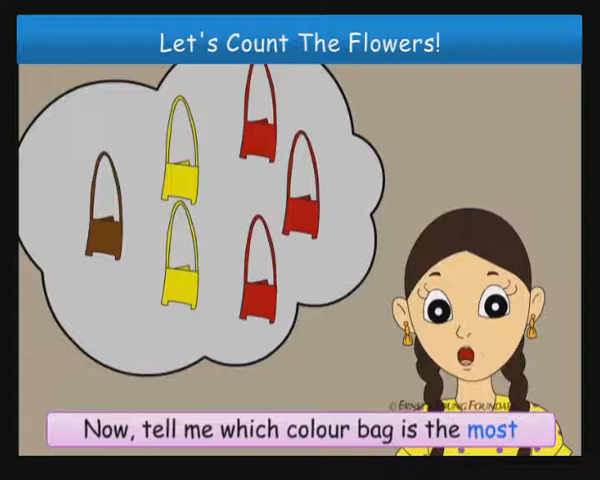 Let's Count The Flowers!
Now, tell me which colour bag is the most